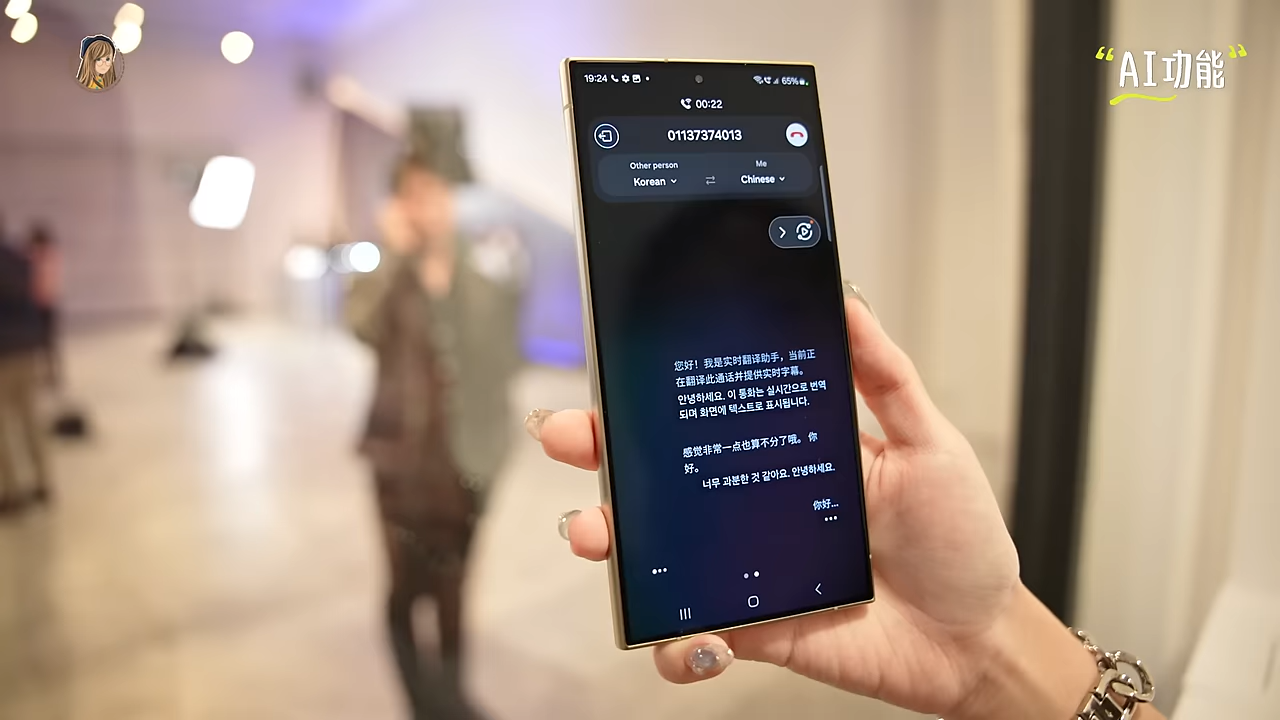 “AI功能”
19:24
65%
00:22
01137374013
Other person
Me
Korean
Chinese
您好！我是实时翻译助手，当前正
在翻译此通话并提供实时字幕。
안녕하세요. 이 통화는 실시간으로 번역
되며 화면에 텍스트로 표시됩니다.
感觉非常一点也算不分了哦。你
好。
너무 과분한 것 같아요. 안녕하세요.
你好...